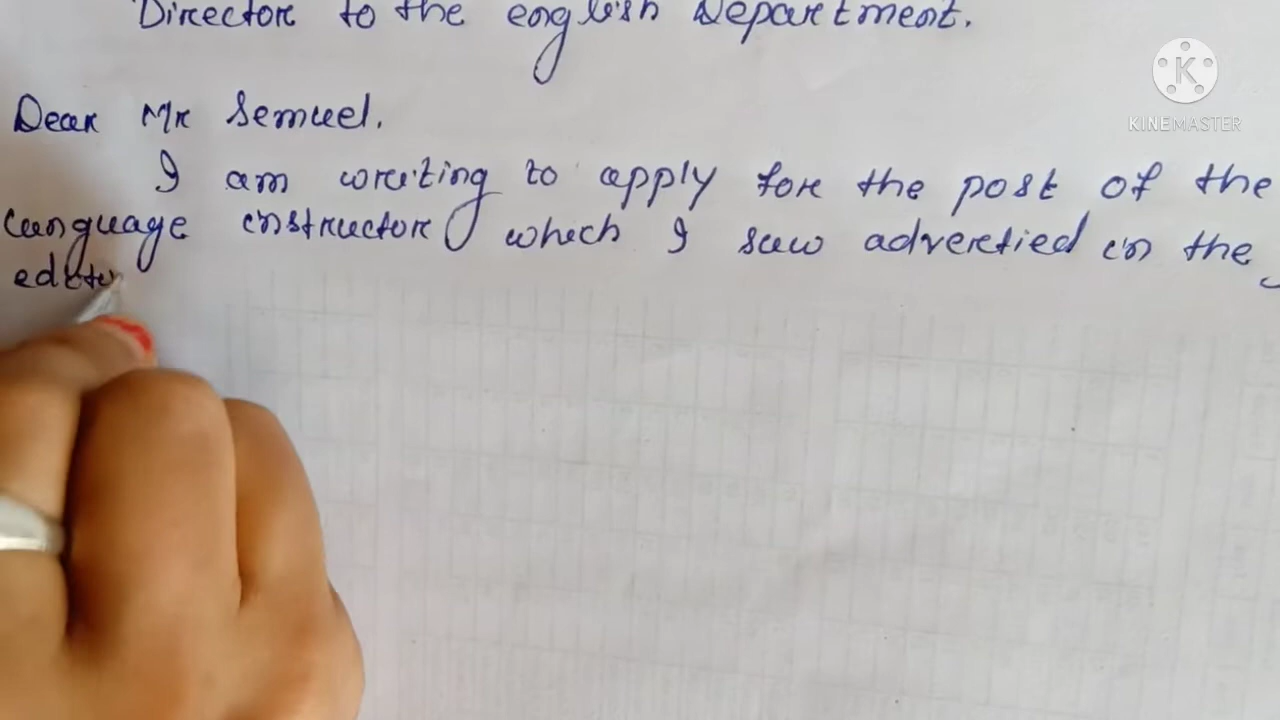 Director to the english Department.
Dear Mr Semuel.
I am writing to apply for the post of the
language instructor which I saw advertied in the
KINEMASTER